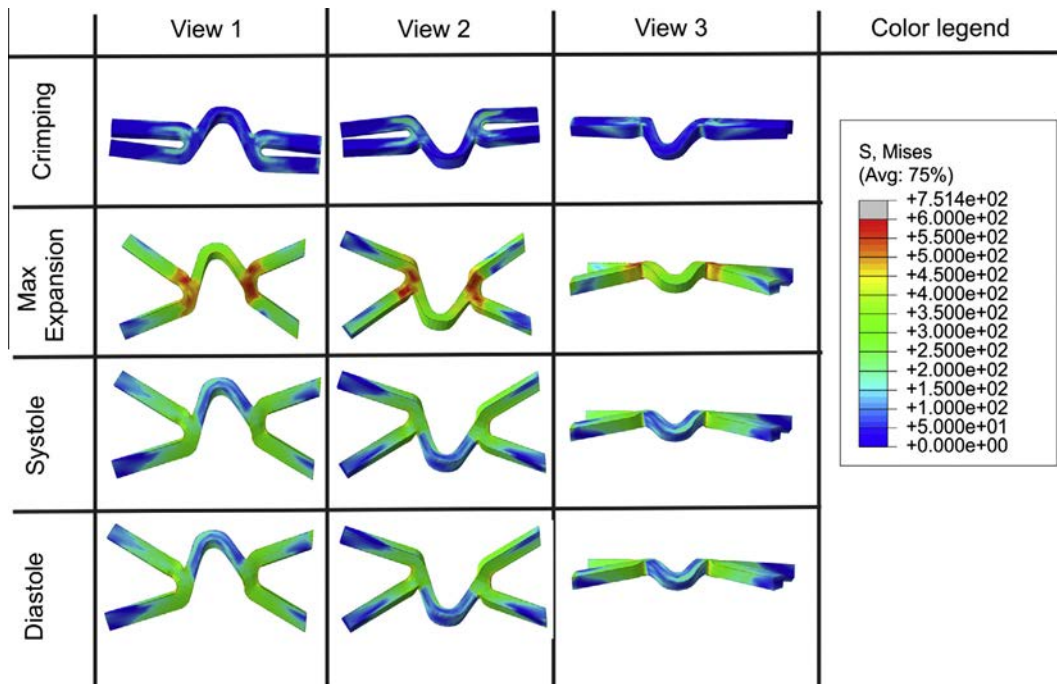 View 1
View 2
View 3
Color legend
Crimping
Max
Expansion
Systole
Diastole
S, Mises
(Avg: 75%)
+7.514e+02
+6.000e+02
+5.500e+02
+5.000e+02
+4.500e+02
+4.000e+02
+3.500e+02
+3.000e+02
+2.500e+02
+2.000e+02
+1.500e+02
+1.000e+02
+5.000e+01
+0.000e+00